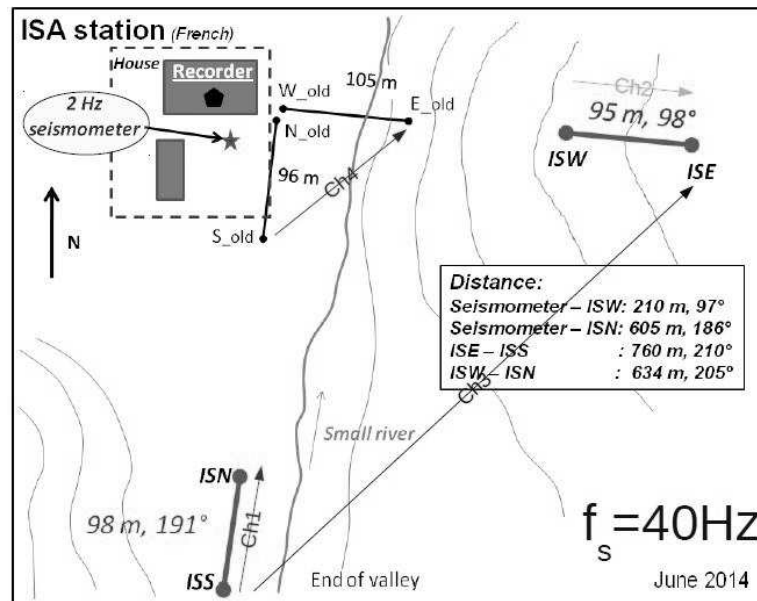 ISA station (French)
House
Recorder
2 Hz
seismometer
W_old
N_old
105 m
E_old
96 m
Ch4
S_old
N
Ch2
95 m, 98°
ISW
ISE
Distance:
Seismometer – ISW: 210 m, 97°
Seismometer – ISN: 605 m, 186°
ISE – ISS : 760 m, 210°
ISW – ISN : 634 m, 205°
Ch3
Small river
ISN
98 m, 191°
Ch1
ISS
End of valley
fs=40Hz
June 2014